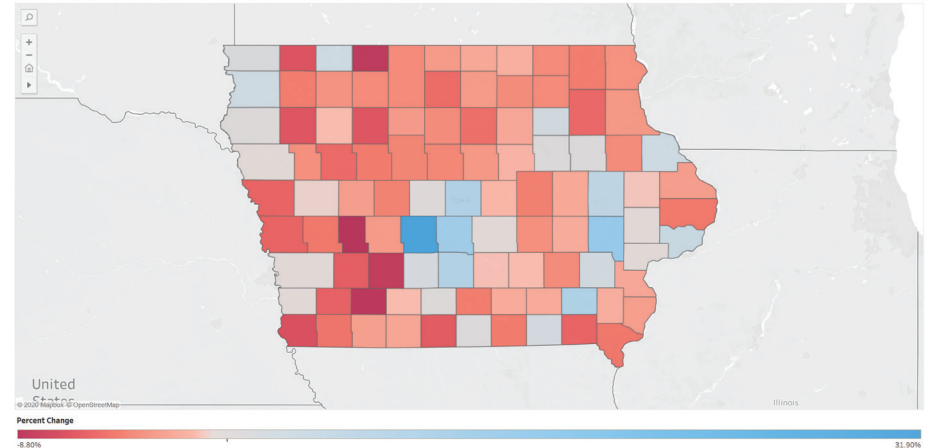 United
States
© 2020 Mapbox © OpenStreetMap
Illinois
Percent Change
-8.80%
31.90%